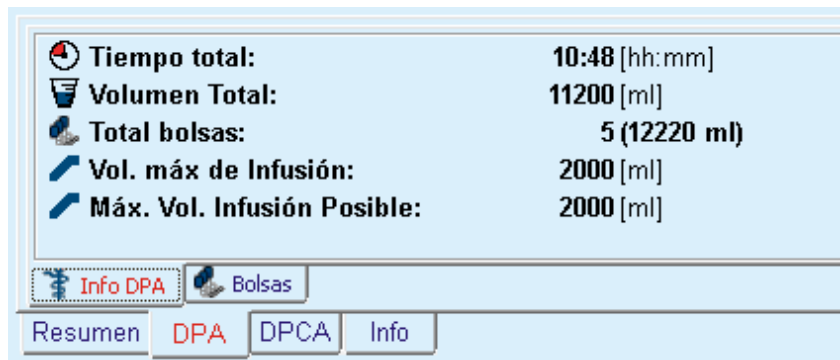 Tiempo total: 10:48 [hh:mm]
Volumen Total: 11200 [ml]
Total bolsas: 5 (12220 ml)
Vol. máx de Infusión: 2000 [ml]
Máx. Vol. Infusión Posible: 2000 [ml]
Info DPA Bolsas
Resumen DPA DPCA Info